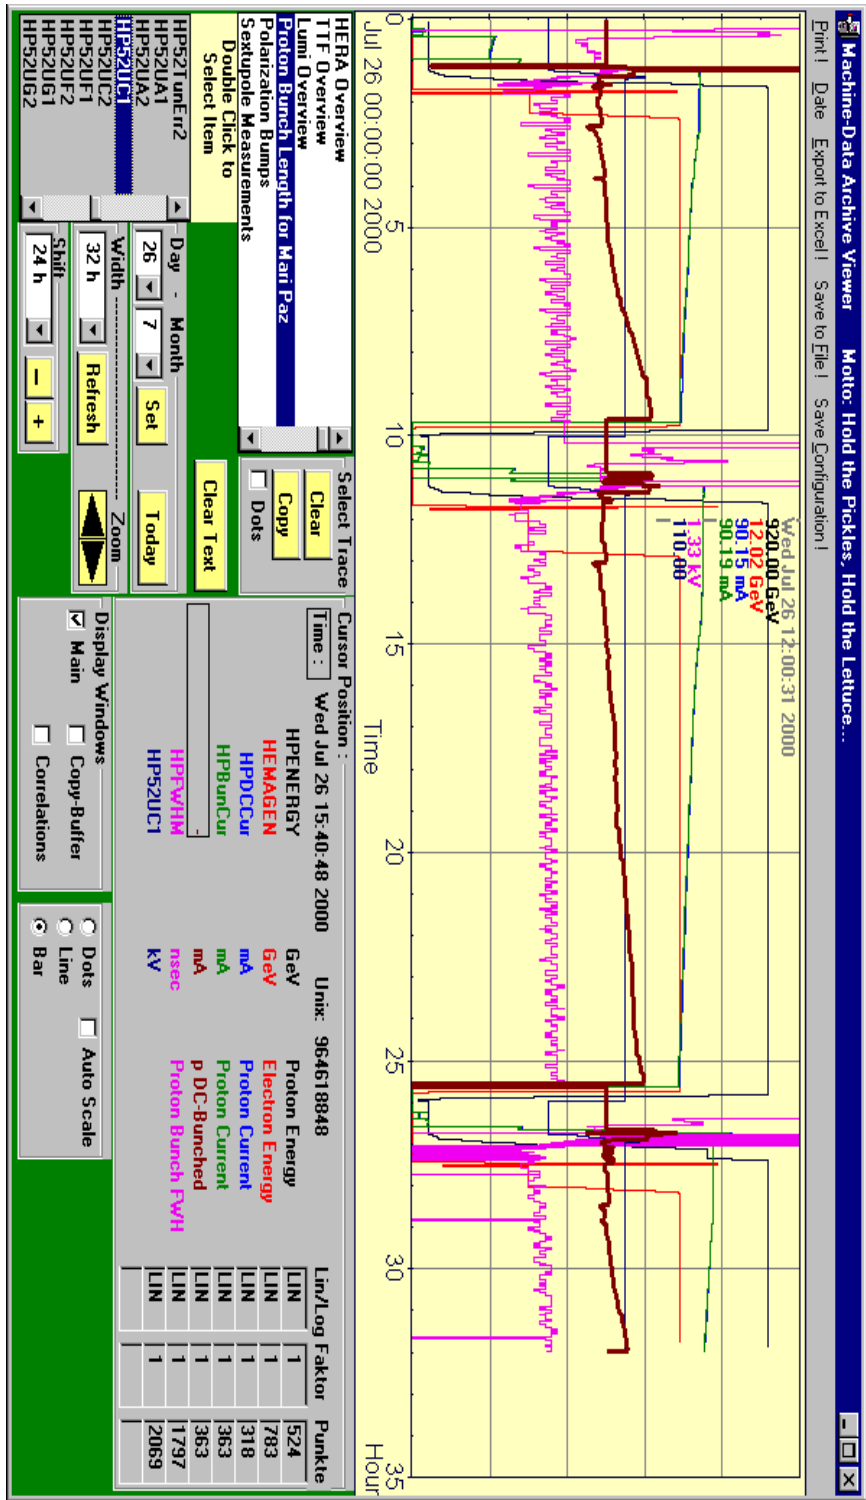 Machine-Data Archive Viewer Motto: Hold the Pickles, Hold the Lettuce...
Print! Date Export to Excel! Save to File! Save Configuration!
Wed Jul 26 12:00:31 2000
920.00 GeV
12.02 GeV
90.15 mA
90.19 mA
1.33 kV
110.00
0 5 10 15 20 25 30 35
Jul 26 00:00:00 2000 Time Hour
HERA Overview
TTF Overview
Lumi Overview
Proton Bunch Length for Mari Paz
Polarization Bumps
Sextupole Measurements
Double Click to
Select Item
HP52TunErr2
HP52UA1
HP52UA2
HP52UC1
HP52UC2
HP52UF1
HP52UF2
HP52UG1
HP52UG2
Select Trace
Clear
Copy
Dots
Clear Text
Day - Month
26 7 Set Today
Width Zoom
32 h Refresh
Shift
24 h - +
Cursor Position :
Time : Wed Jul 26 15:40:48 2000 Unix: 964618848
Lin/Log Faktor Punkte
HPENERGY GeV Proton Energy LIN 1 524
HEMAGEN GeV Electron Energy LIN 1 783
HPDCCur mA Proton Current LIN 1 318
HPBunCur mA Proton Current LIN 1 363
- mA p DC-Bunched LIN 1 363
HPFWHM nsec Proton Bunch FWH LIN 1 1797
HP52UC1 kV LIN 1 2069
Display Windows
Main Copy-Buffer
Correlations
Dots Auto Scale
Line
Bar